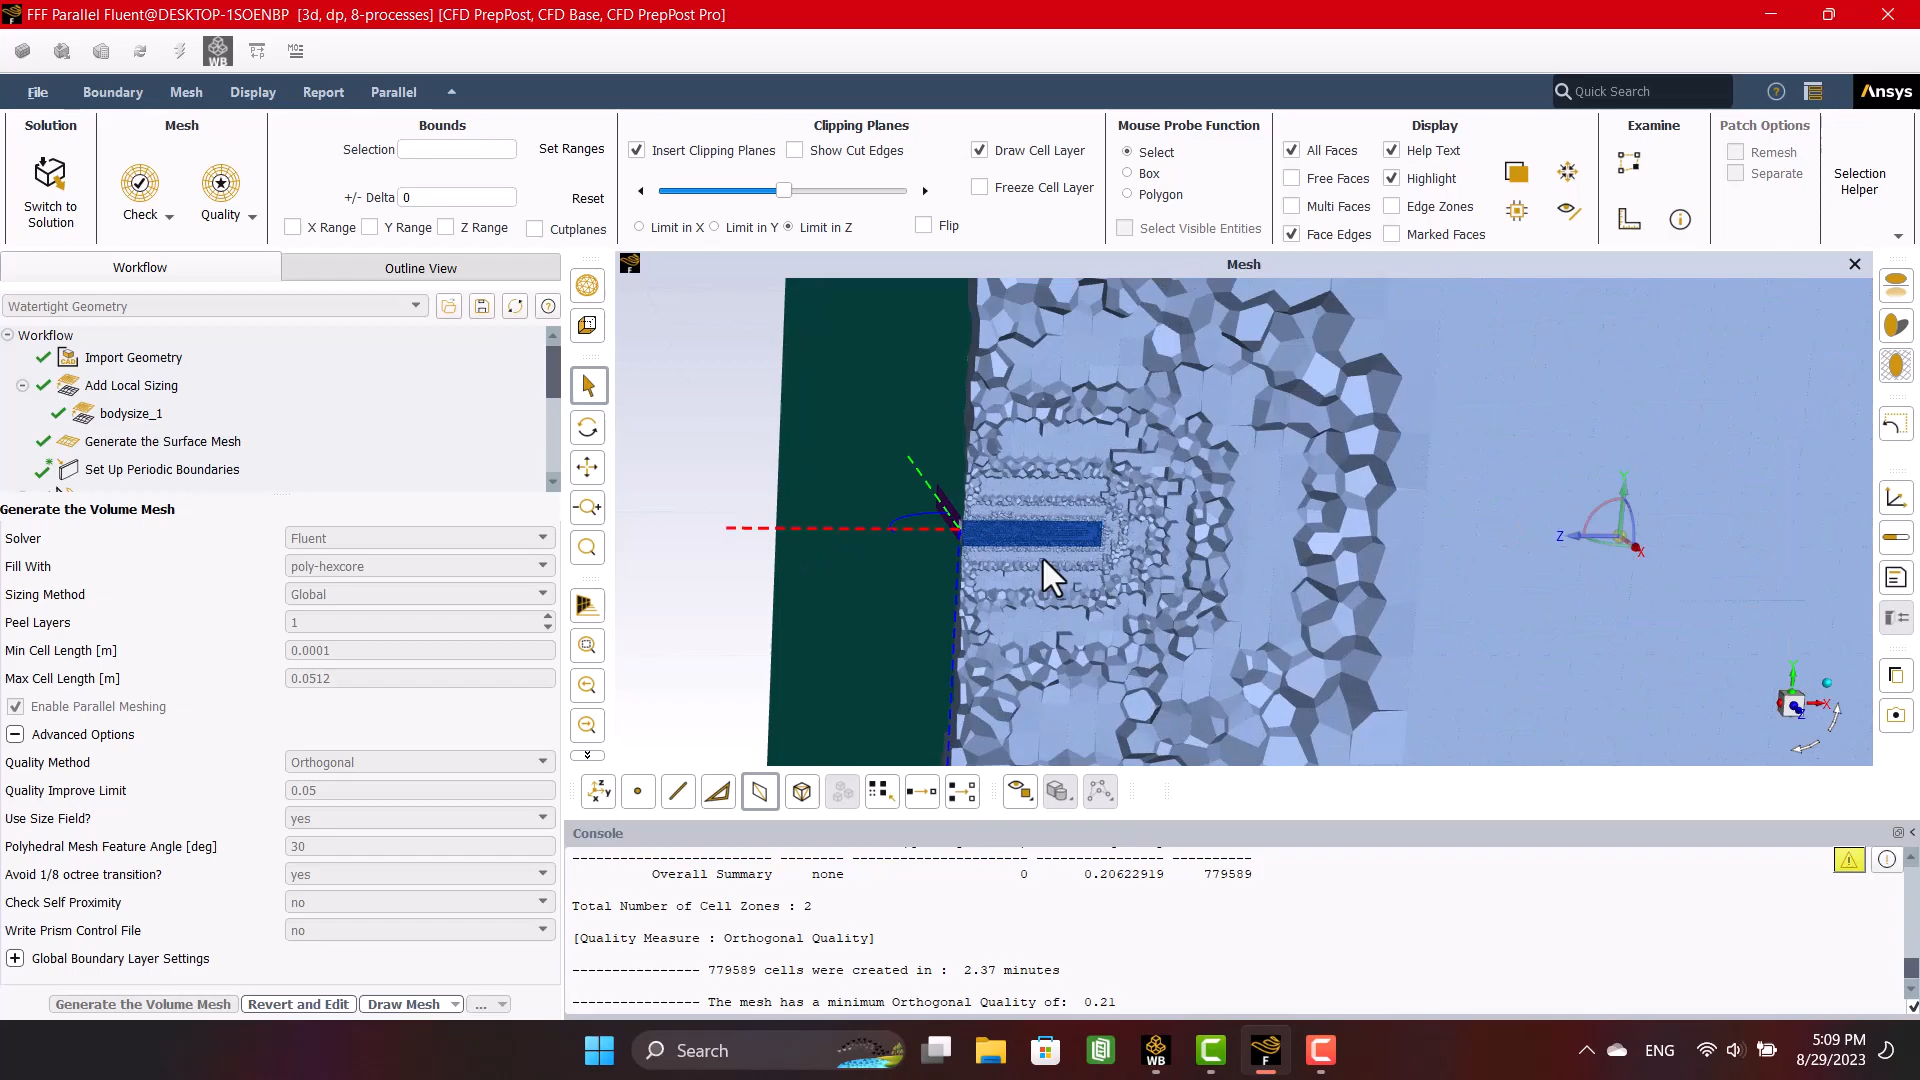 FFF Parallel Fluent@DESKTOP-1SOENBP [3d, dp, 8-processes] [CFD PrepPost, CFD Base, CFD PrepPost Pro]
WB
File Boundary Mesh Display Report Parallel
Quick Search
Ansys
Solution
Switch to
Solution
Mesh
Check
Quality
Bounds
Selection
Set Ranges
+/- Delta 0
Reset
X Range
Y Range
Z Range
Cutplanes
Clipping Planes
Insert Clipping Planes
Show Cut Edges
Draw Cell Layer
Freeze Cell Layer
Limit in X
Limit in Y
Limit in Z
Flip
Mouse Probe Function
Select
Box
Polygon
Select Visible Entities
Display
All Faces
Help Text
Free Faces
Highlight
Multi Faces
Edge Zones
Face Edges
Marked Faces
Examine
Patch Options
Remesh
Separate
Selection
Helper
Workflow
Outline View
Watertight Geometry
Workflow
Import Geometry
Add Local Sizing
bodysize_1
Generate the Surface Mesh
Set Up Periodic Boundaries
Generate the Volume Mesh
Solver Fluent
Fill With poly-hexcore
Sizing Method Global
Peel Layers 1
Min Cell Length [m] 0.0001
Max Cell Length [m] 0.0512
Enable Parallel Meshing
Advanced Options
Quality Method Orthogonal
Quality Improve Limit 0.05
Use Size Field? yes
Polyhedral Mesh Feature Angle [deg] 30
Avoid 1/8 octree transition? yes
Check Self Proximity no
Write Prism Control File no
Global Boundary Layer Settings
Generate the Volume Mesh
Revert and Edit
Draw Mesh
...
Mesh
Y
Z
X
Y
X
Z
Console
Overall Summary none 0 0.20622919 779589
Total Number of Cell Zones : 2
[Quality Measure : Orthogonal Quality]
---------------- 779589 cells were created in : 2.37 minutes
---------------- The mesh has a minimum Orthogonal Quality of: 0.21
Search
WB
ENG
5:09 PM
8/29/2023